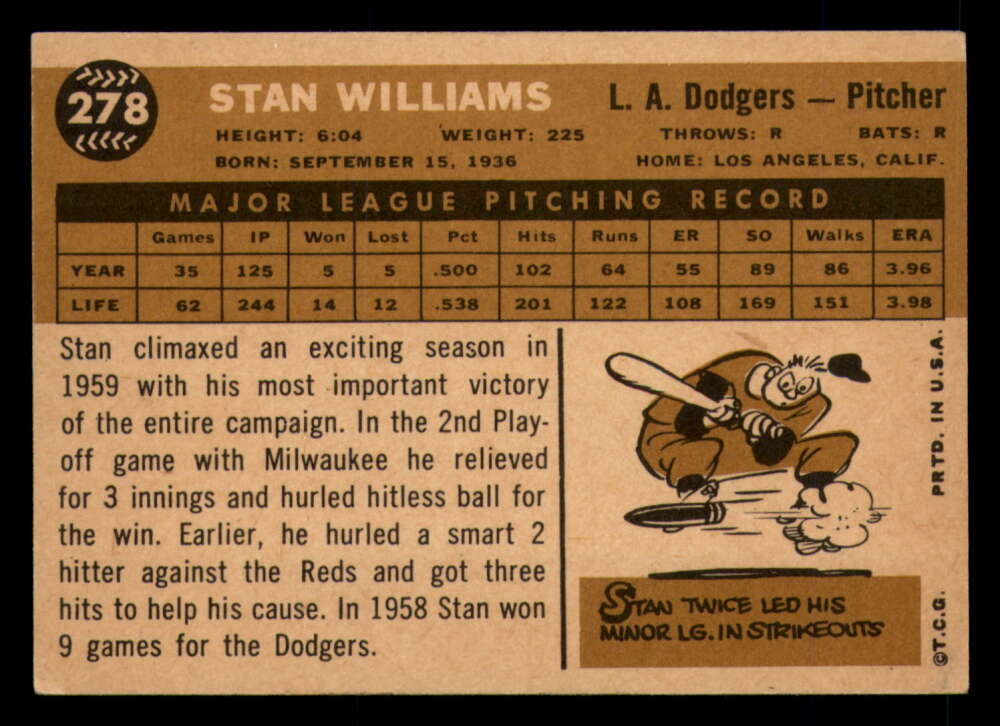 278
STAN WILLIAMS L. A. Dodgers — Pitcher
HEIGHT: 6:04 WEIGHT: 225 THROWS: R BATS: R
BORN: SEPTEMBER 15, 1936 HOME: LOS ANGELES, CALIF.
MAJOR LEAGUE PITCHING RECORD
Games IP Won Lost Pct Hits Runs ER SO Walks ERA
YEAR 35 125 5 5 .500 102 64 55 89 86 3.96
LIFE 62 244 14 12 .538 201 122 108 169 151 3.98
Stan climaxed an exciting season in
1959 with his most important victory
of the entire campaign. In the 2nd Play-
off game with Milwaukee he relieved
for 3 innings and hurled hitless ball for
the win. Earlier, he hurled a smart 2
hitter against the Reds and got three
hits to help his cause. In 1958 Stan won
9 games for the Dodgers.
STAN TWICE LED HIS
MINOR LG. IN STRIKEOUTS
©T.C.G. PRTD. IN U.S.A.